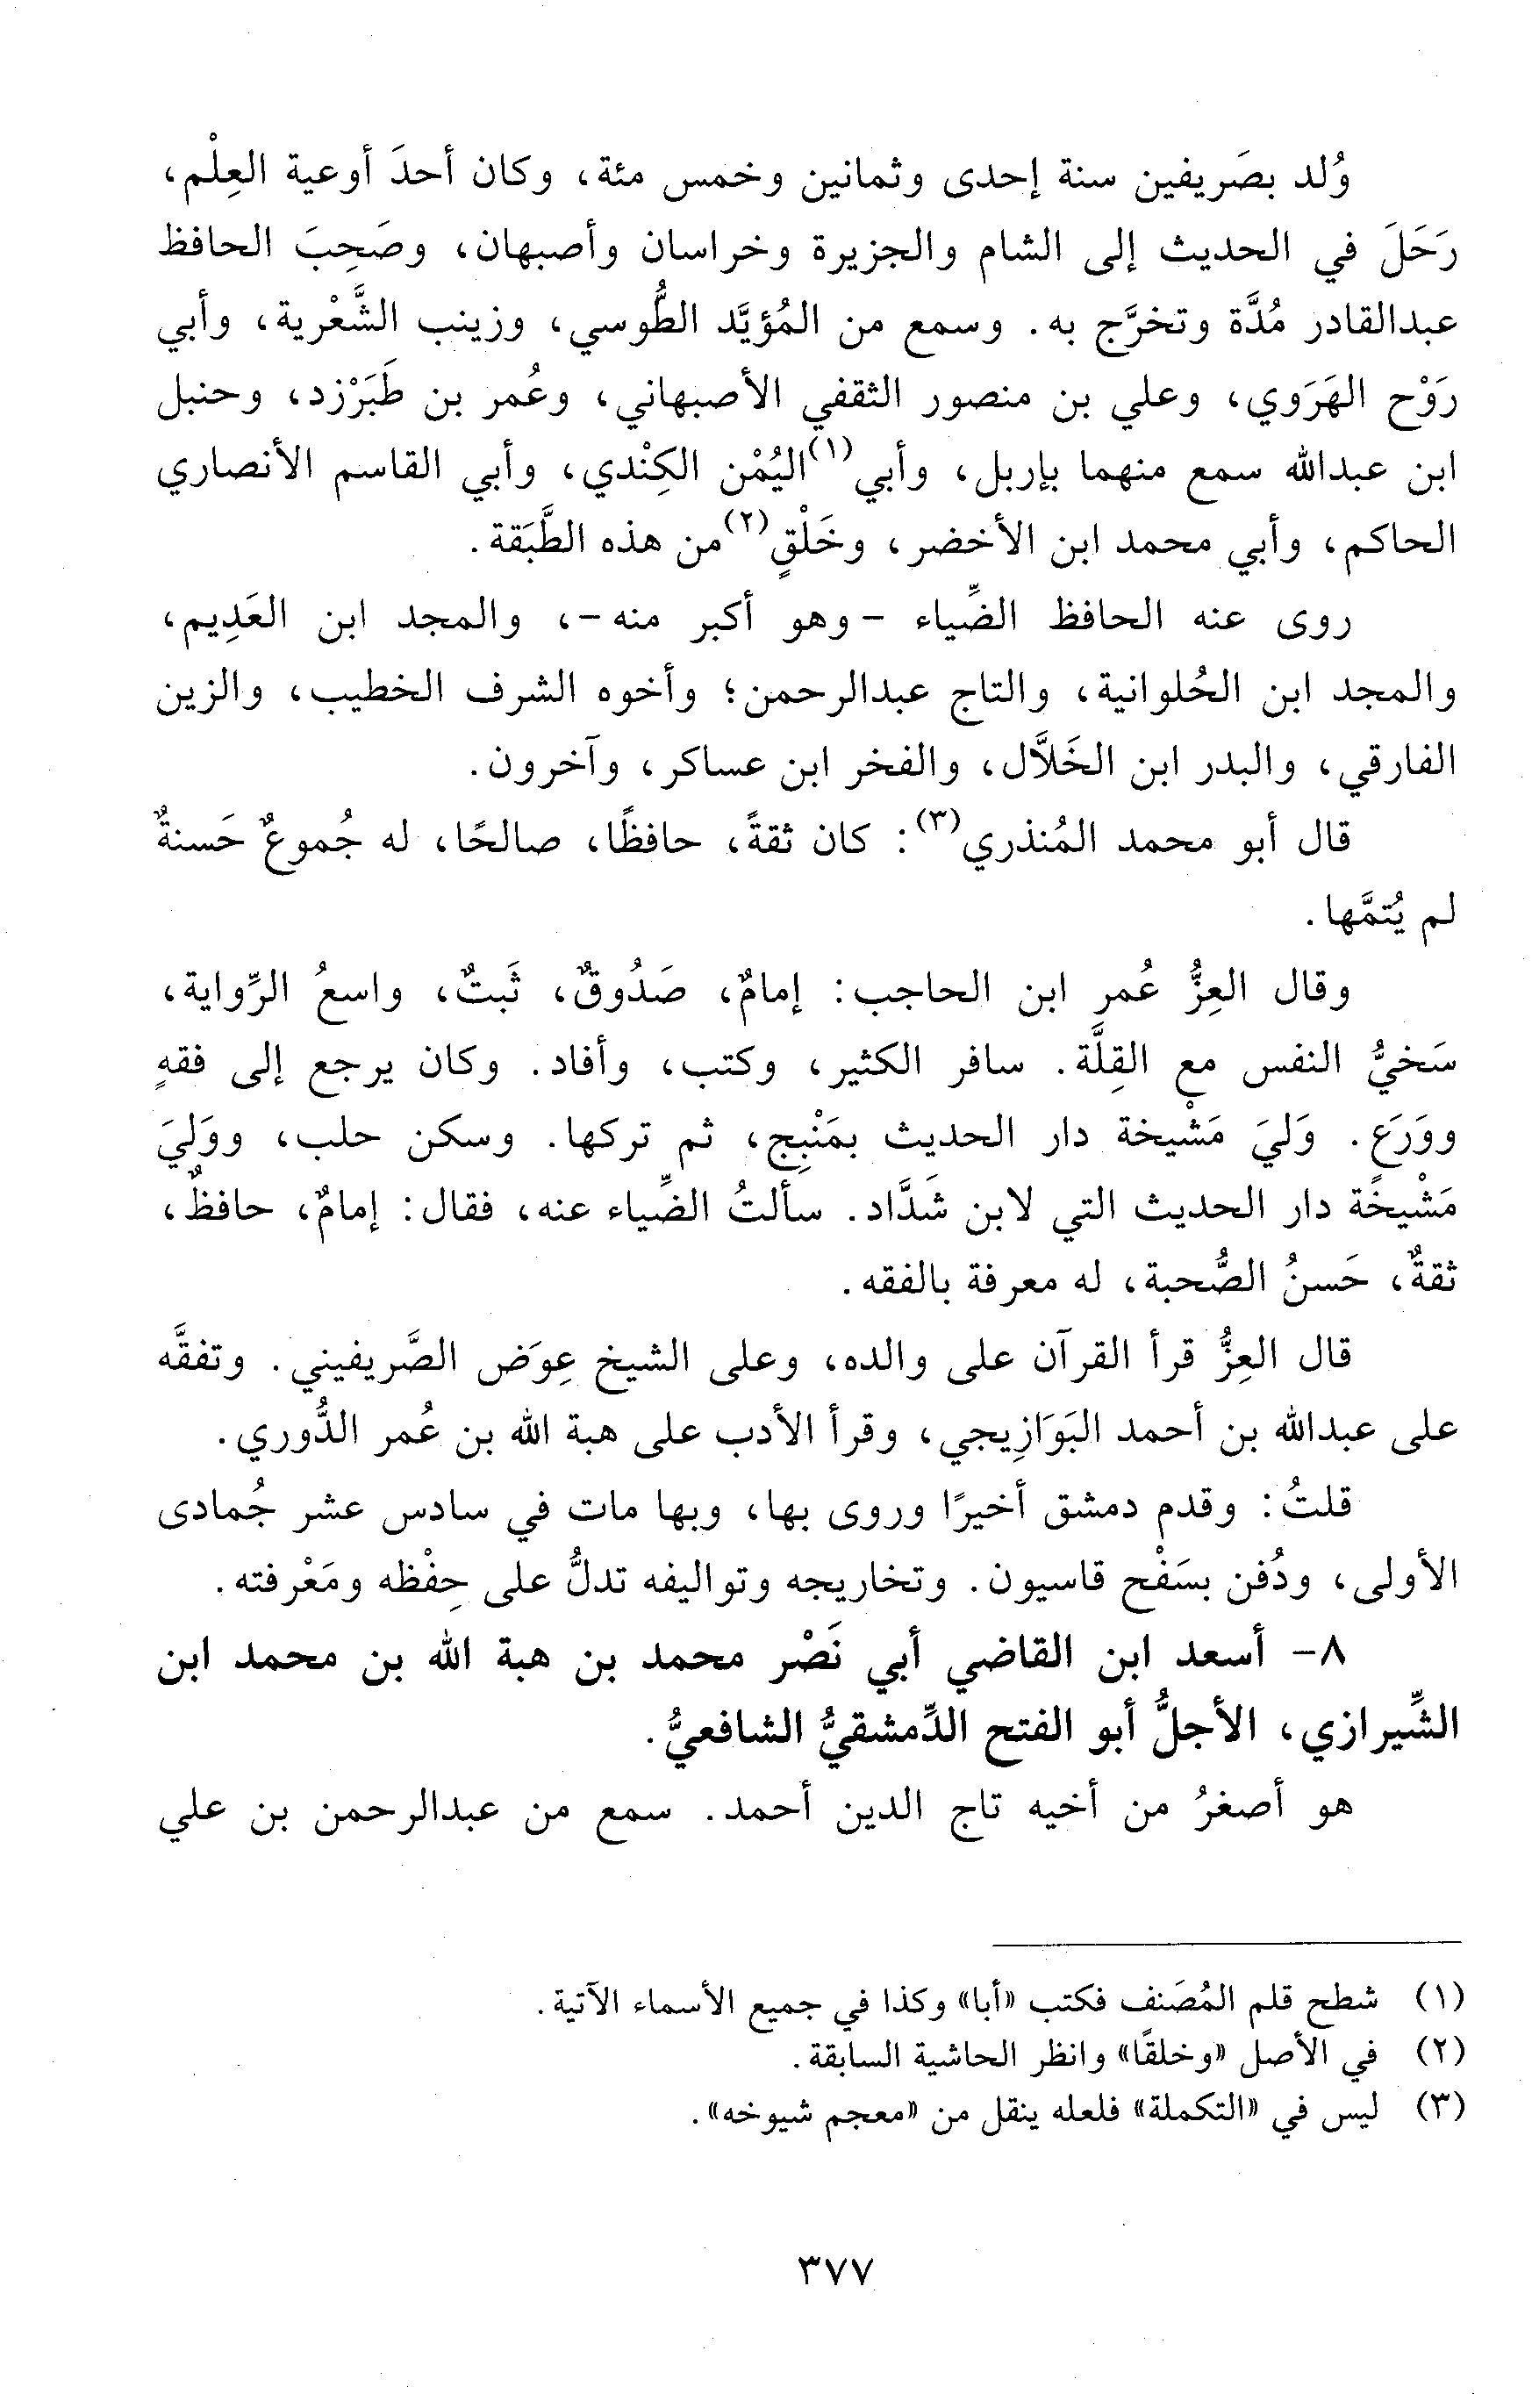 وُلد بصَريفين سنة إحدى وثمانين وخمس مئة، وكان أحدَ أوعية العِلْم،
رَحَلَ في الحديث إلى الشام والجزيرة وخراسان وأصبهان، وصَحِبَ الحافظ
عبدالقادر مُدَّة وتخرَّج به. وسمع من المُؤيَّد الطُّوسي، وزينب الشَّعْرية، وأبي
رَوْح الهَرَوي، وعلي بن منصور الثقفي الأصبهاني، وعُمر بن طَبَرْزد، وحنبل
ابن عبدالله سمع منهما بإربل، وأبي(١) اليُمْن الكِنْدي، وأبي القاسم الأنصاري
الحاكم، وأبي محمد ابن الأخضر، وخَلْقٍ(٢) من هذه الطَّبَقة.
روى عنه الحافظ الضِّياء -وهو أكبر منه-، والمجد ابن العَدِيم،
والمجد ابن الحُلوانية، والتاج عبدالرحمن؛ وأخوه الشرف الخطيب، والزين
الفارقي، والبدر ابن الخَلاَّل، والفخر ابن عساكر، وآخرون.
قال أبو محمد المُنذري(٣): كان ثقةً، حافظًا، صالحًا، له جُموعٌ حَسنةٌ
لم يُتمَّها.
وقال العِزُّ عُمر ابن الحاجب: إمامٌ، صَدُوقٌ، ثَبتٌ، واسعُ الرِّواية،
سَخيُّ النفس مع القِلَّة. سافر الكثير، وكتب، وأفاد. وكان يرجع إلى فقهٍ
ووَرَعٍ. وَليَ مَشْيخة دار الحديث بمَنْبِج، ثم تركها. وسكن حلب، ووَليَ
مَشْيخَة دار الحديث التي لابن شَدَّاد. سألتُ الضِّياء عنه، فقال: إمامٌ، حافظٌ،
ثقةٌ، حَسنُ الصُّحبة، له معرفة بالفقه.
قال العِزُّ قرأ القرآن على والده، وعلى الشيخ عِوَض الصَّريفيني. وتفقَّه
على عبدالله بن أحمد البَوَازِيجي، وقرأ الأدب على هبة الله بن عُمر الدُّوري.
قلتُ: وقدم دمشق أخيرًا وروى بها، وبها مات في سادس عشر جُمادى
الأولى، ودُفن بسَفْح قاسيون. وتخاريجه وتواليفه تدلُّ على حِفْظه ومَعْرفته.
٨- أسعد ابن القاضي أبي نَصْر محمد بن هبة الله بن محمد ابن
الشِّيرازي، الأجلُّ أبو الفتح الدِّمشقيُّ الشافعيُّ.
هو أصغرُ من أخيه تاج الدين أحمد. سمع من عبدالرحمن بن علي
(١) شطح قلم المُصَنف فكتب «أبا» وكذا في جميع الأسماء الآتية.
(٢) في الأصل «وخلقًا» وانظر الحاشية السابقة.
(٣) ليس في «التكملة» فلعله ينقل من «معجم شيوخه».
٣٧٧